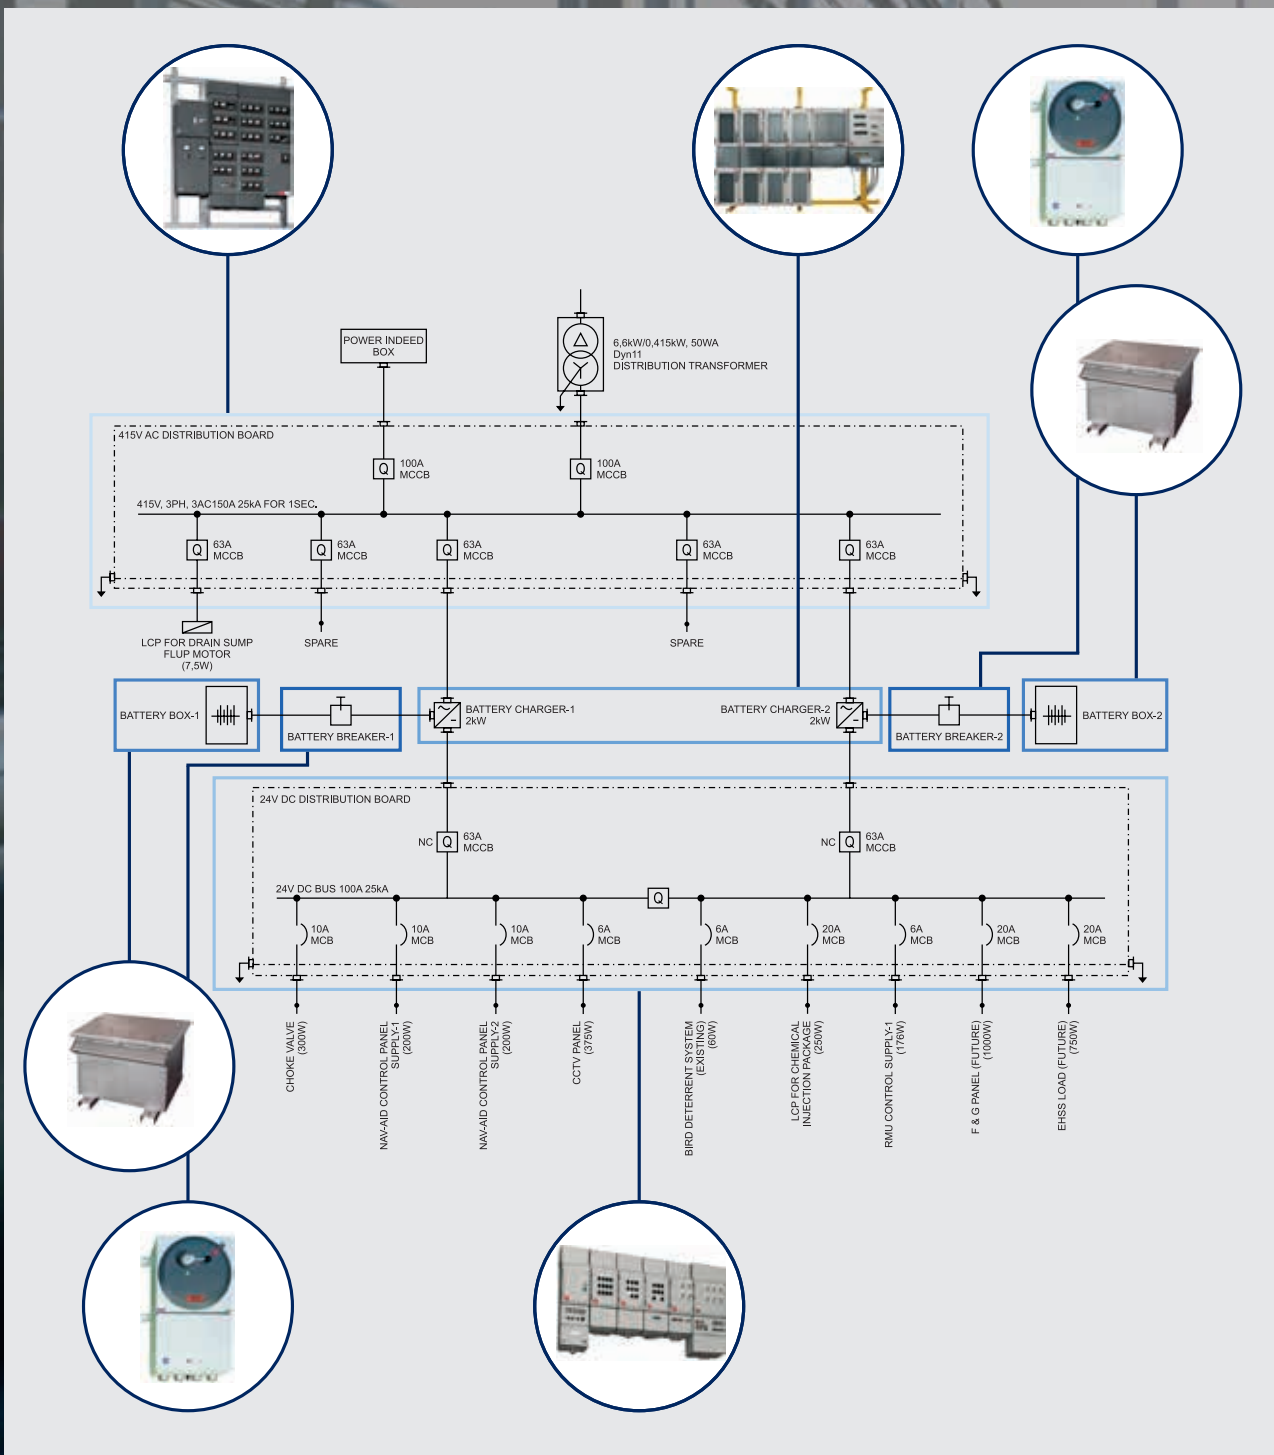 POWER INDEED
BOX
6,6kW/0,415kW, 50WA
Dyn11
DISTRIBUTION TRANSFORMER
415V AC DISTRIBUTION BOARD
Q
100A
MCCB
Q
100A
MCCB
415V, 3PH, 3AC150A 25kA FOR 1SEC.
Q
63A
MCCB
Q
63A
MCCB
Q
63A
MCCB
Q
63A
MCCB
Q
63A
MCCB
LCP FOR DRAIN SUMP
FLUP MOTOR
(7,5W)
SPARE
SPARE
BATTERY BOX-1
BATTERY BREAKER-1
BATTERY CHARGER-1
2kW
BATTERY CHARGER-2
2kW
BATTERY BREAKER-2
BATTERY BOX-2
24V DC DISTRIBUTION BOARD
NC
Q
63A
MCCB
NC
Q
63A
MCCB
24V DC BUS 100A 25kA
Q
10A
MCB
10A
MCB
10A
MCB
6A
MCB
6A
MCB
20A
MCB
6A
MCB
20A
MCB
20A
MCB
CHOKE VALVE
(300W)
NAV-AID CONTROL PANEL
SUPPLY-1
(200W)
NAV-AID CONTROL PANEL
SUPPLY-2
(200W)
CCTV PANEL
(375W)
BIRD DETERRENT SYSTEM
(EXISTING)
(60W)
LCP FOR CHEMICAL
INJECTION PACKAGE
(250W)
RMU CONTROL SUPPLY-1
(176W)
F & G PANEL (FUTURE)
(1000W)
EHSS LOAD (FUTURE)
(750W)